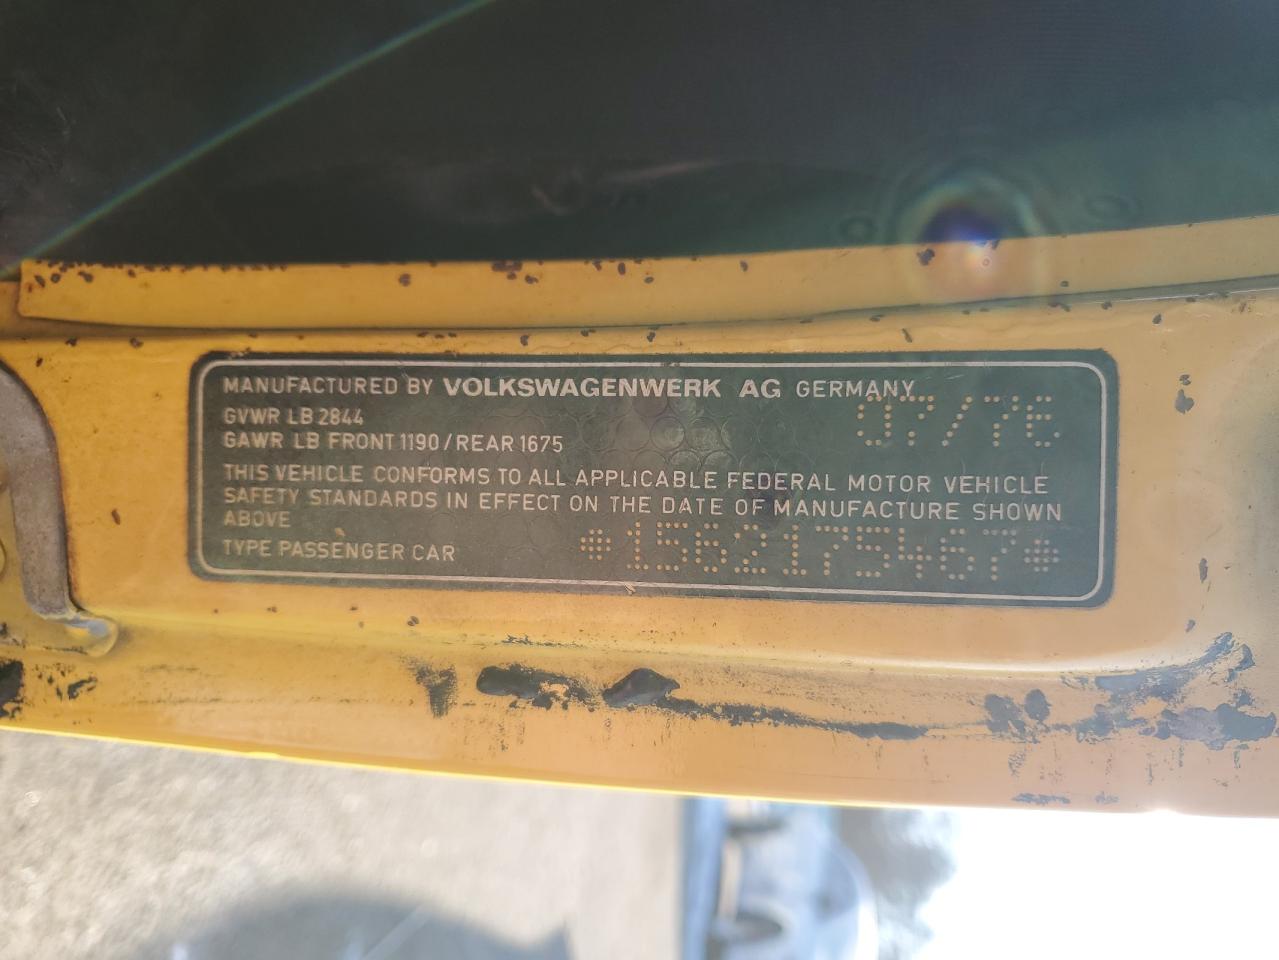 MANUFACTURED BY VOLKSWAGENWERK AG GERMANY
07/76
GVWR LB 2844
GAWR LB FRONT 1190/REAR 1675
THIS VEHICLE CONFORMS TO ALL APPLICABLE FEDERAL MOTOR VEHICLE
SAFETY STANDARDS IN EFFECT ON THE DATE OF MANUFACTURE SHOWN
ABOVE
TYPE PASSENGER CAR *1562175467*